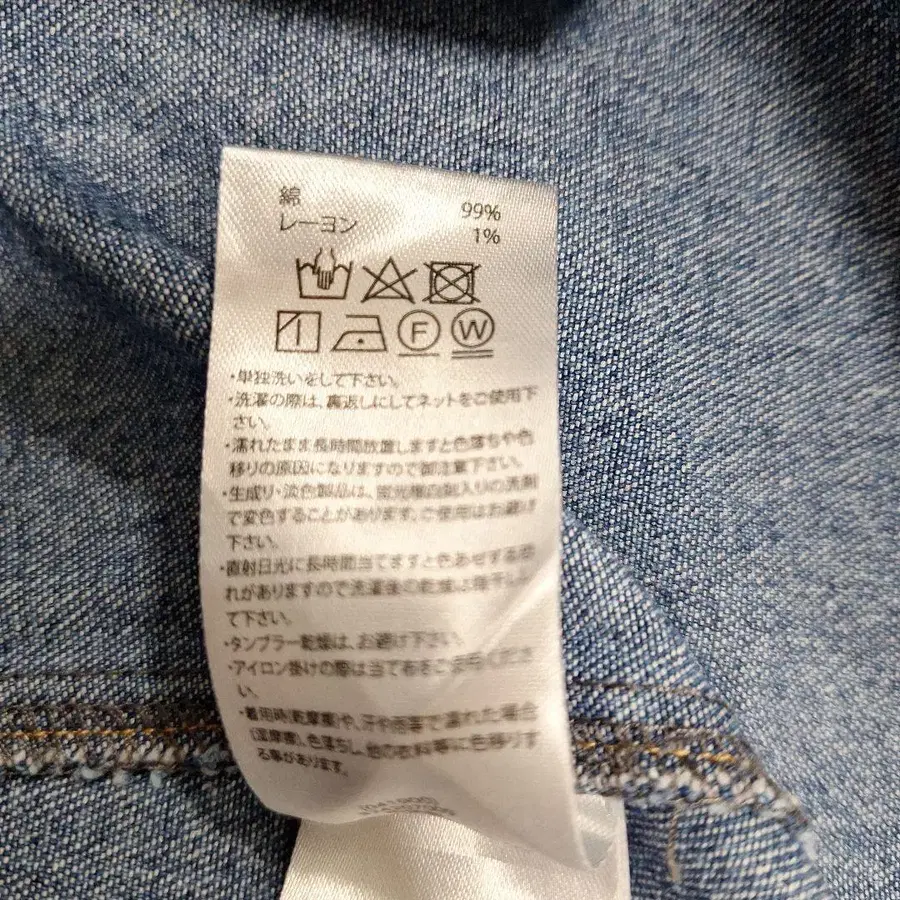 綿 99%
レーヨン 1%
F W
・単独洗いをして下さい。
・洗濯の際は、裏返しにしてネットをご使用下
さい。
・濡れたまま長時間放置しますと色落ちや色
移りの原因になりますので御注意下さい。
・生成り・淡色製品は、蛍光増白剤入りの洗剤
で変色することがあります。ご使用はお避け
下さい。
・直射日光に長時間当てますと色あせする恐
れがありますので洗濯後の乾燥は陰干しし
て下さい。
・タンブラー乾燥は、お避け下さい。
・アイロン掛けの際は当て布をご使用くださ
い。
・着用時(乾摩擦)や、汗や雨等で濡れた場合
(湿摩擦)、色落ちし他の衣料等に色移りす
る事があります。